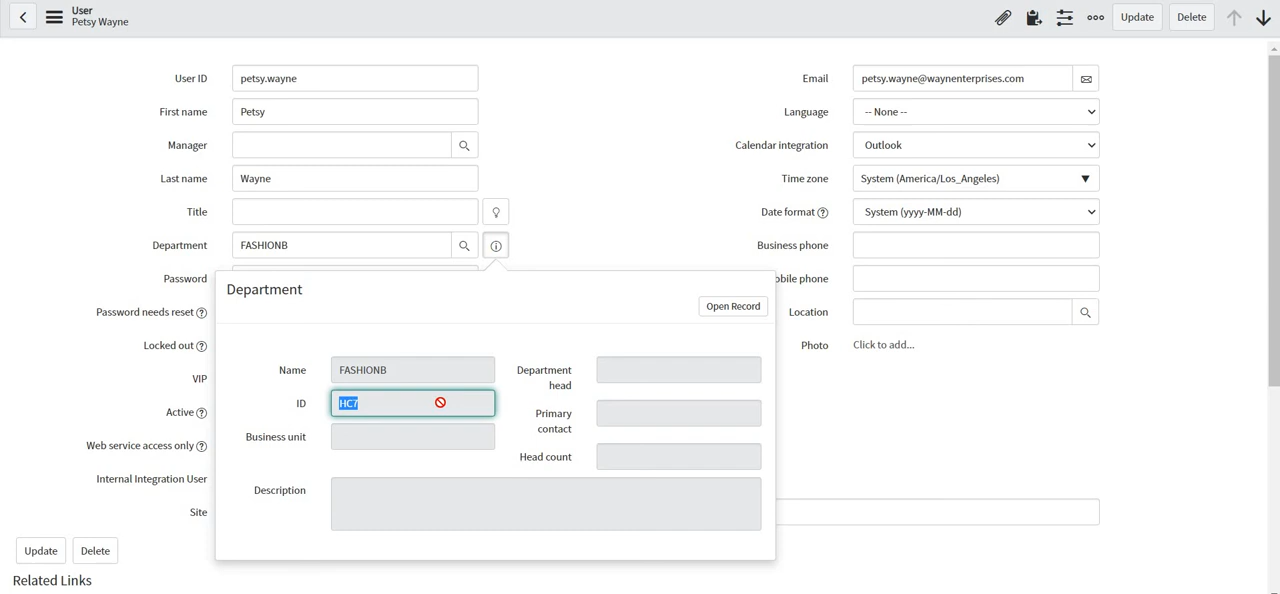 User
Petsy Wayne
Update
Delete
User ID
petsy.wayne
First name
Petsy
Manager
Last name
Wayne
Title
Department
FASHIONB
Password
Password needs reset
Locked out
VIP
Active
Web service access only
Internal Integration User
Site
Email
petsy.wayne@waynenterprises.com
Language
-- None --
Calendar integration
Outlook
Time zone
System (America/Los_Angeles)
Date format
System (yyyy-MM-dd)
Business phone
obile phone
Location
Photo
Click to add...
Department
Open Record
Name
FASHIONB
ID
HC7
Business unit
Department
head
Primary
contact
Head count
Description
Update
Delete
Related Links